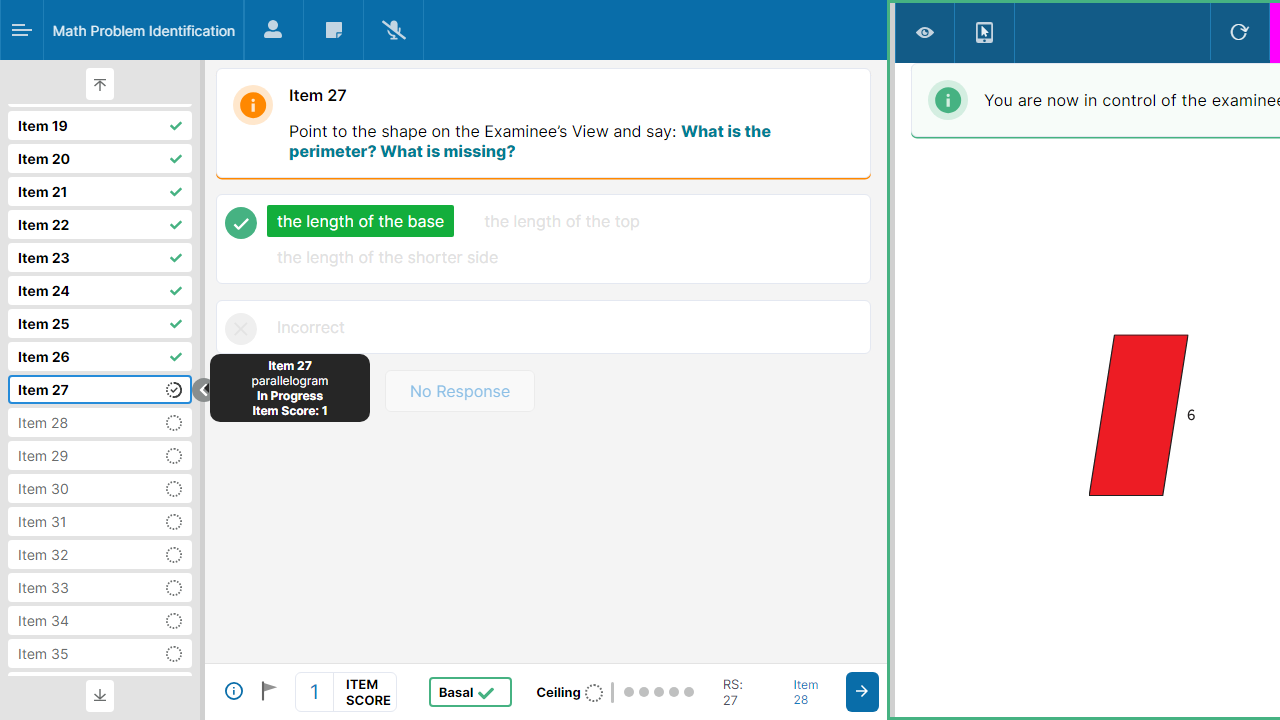 Math Problem Identification
Item 19
Item 20
Item 21
Item 22
Item 23
Item 24
Item 25
Item 26
Item 27
Item 28
Item 29
Item 30
Item 31
Item 32
Item 33
Item 34
Item 35
Item 27
Point to the shape on the Examinee's View and say: What is the
perimeter? What is missing?
the length of the base
the length of the top
the length of the shorter side
Incorrect
Item 27
parallelogram
In Progress
Item Score: 1
No Response
1
ITEM
SCORE
Basal
Ceiling
RS:
27
Item
28
You are now in control of the examinee
6